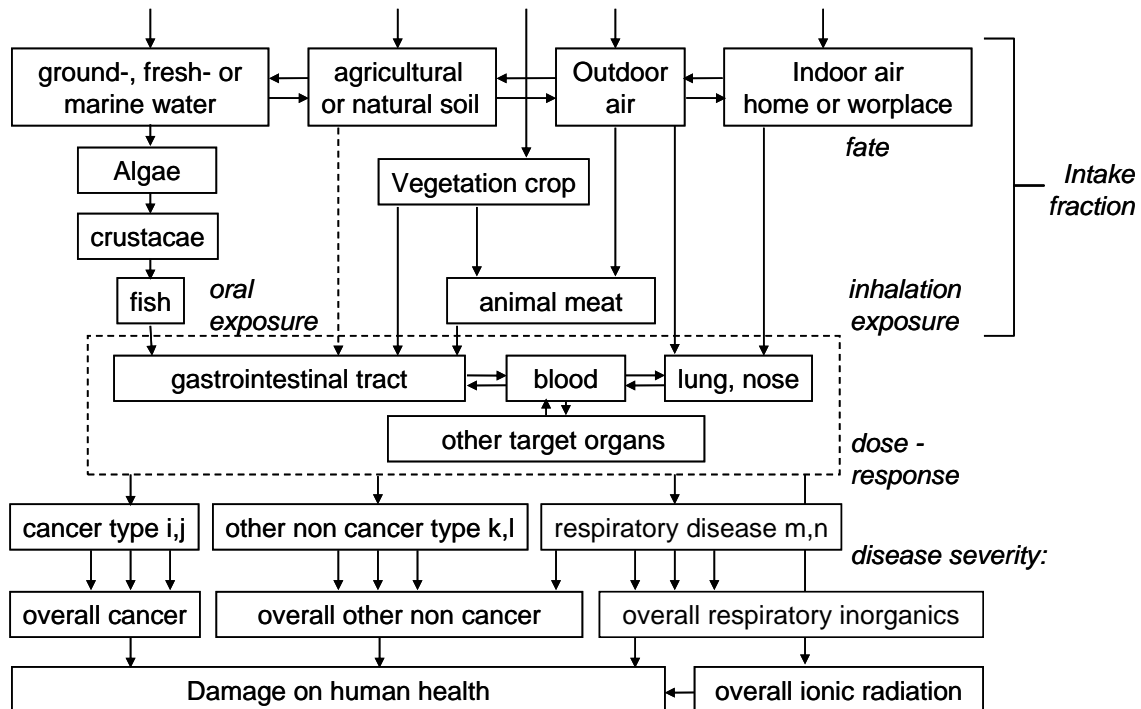 ground-, fresh- or
marine water
agricultural
or natural soil
Outdoor
air
Indoor air
home or worplace
fate
Algae
Vegetation crop
Intake
fraction
crustacae
fish
oral
exposure
animal meat
inhalation
exposure
gastrointestinal tract
blood
lung, nose
other target organs
dose -
response
cancer type i,j
other non cancer type k,l
respiratory disease m,n
disease severity:
overall cancer
overall other non cancer
overall respiratory inorganics
Damage on human health
overall ionic radiation